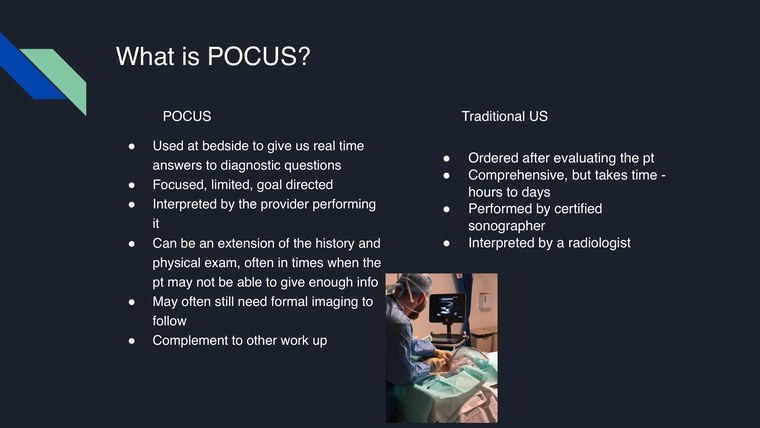 What is POCUS?
POCUS
● Used at bedside to give us real time
answers to diagnostic questions
● Focused, limited, goal directed
● Interpreted by the provider performing
it
● Can be an extension of the history and
physical exam, often in times when the
pt may not be able to give enough info
● May often still need formal imaging to
follow
● Complement to other work up
Traditional US
● Ordered after evaluating the pt
● Comprehensive, but takes time -
hours to days
● Performed by certified
sonographer
● Interpreted by a radiologist